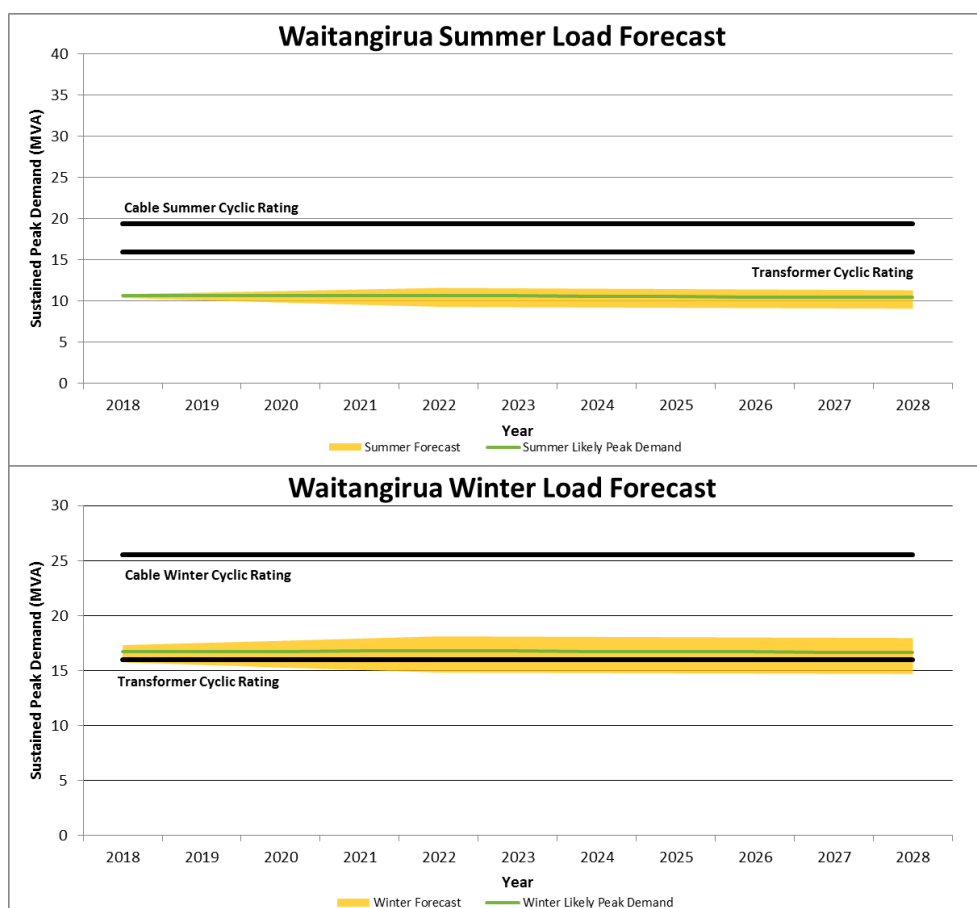 Waitangirua Summer Load Forecast
40
35
30
25
20
15
10
5
0
Sustained Peak Demand (MVA)
Cable Summer Cyclic Rating
Transformer Cyclic Rating
2018 2019 2020 2021 2022 2023 2024 2025 2026 2027 2028
Year
Summer Forecast Summer Likely Peak Demand
Waitangirua Winter Load Forecast
30
25
20
15
10
5
0
Sustained Peak Demand (MVA)
Cable Winter Cyclic Rating
Transformer Cyclic Rating
2018 2019 2020 2021 2022 2023 2024 2025 2026 2027 2028
Year
Winter Forecast Winter Likely Peak Demand